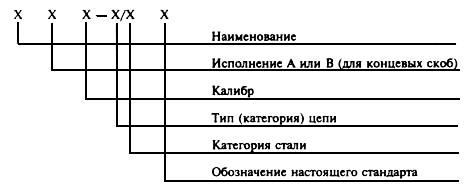 Х Х Х – Х/Х Х
Наименование
Исполнение А или В (для концевых скоб)
Калибр
Тип (категория) цепи
Категория стали
Обозначение настоящего стандарта